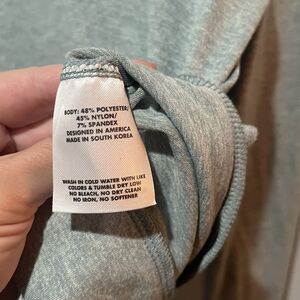 BODY: 48% POLYESTER/
45% NYLON/
7% SPANDEX
DESIGNED IN AMERICA
MADE IN SOUTH KOREA
WASH IN COLD WATER WITH LIKE
COLORS & TUMBLE DRY LOW
NO BLEACH, NO DRY CLEAN
NO IRON, NO SOFTENER